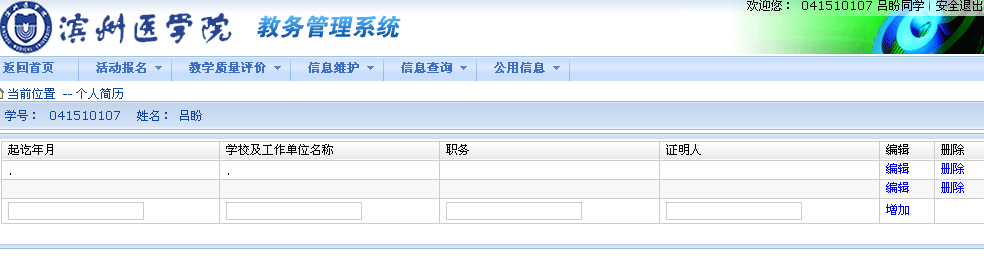 欢迎您： 041510107 吕盼同学 | 安全退出
滨州医学院 教务管理系统
返回首页 活动报名 教学质量评价 信息维护 信息查询 公用信息
当前位置 -- 个人简历
学号： 041510107 姓名： 吕盼
起讫年月 学校及工作单位名称 职务 证明人 编辑 删除
. . 编辑 删除
编辑 删除
增加